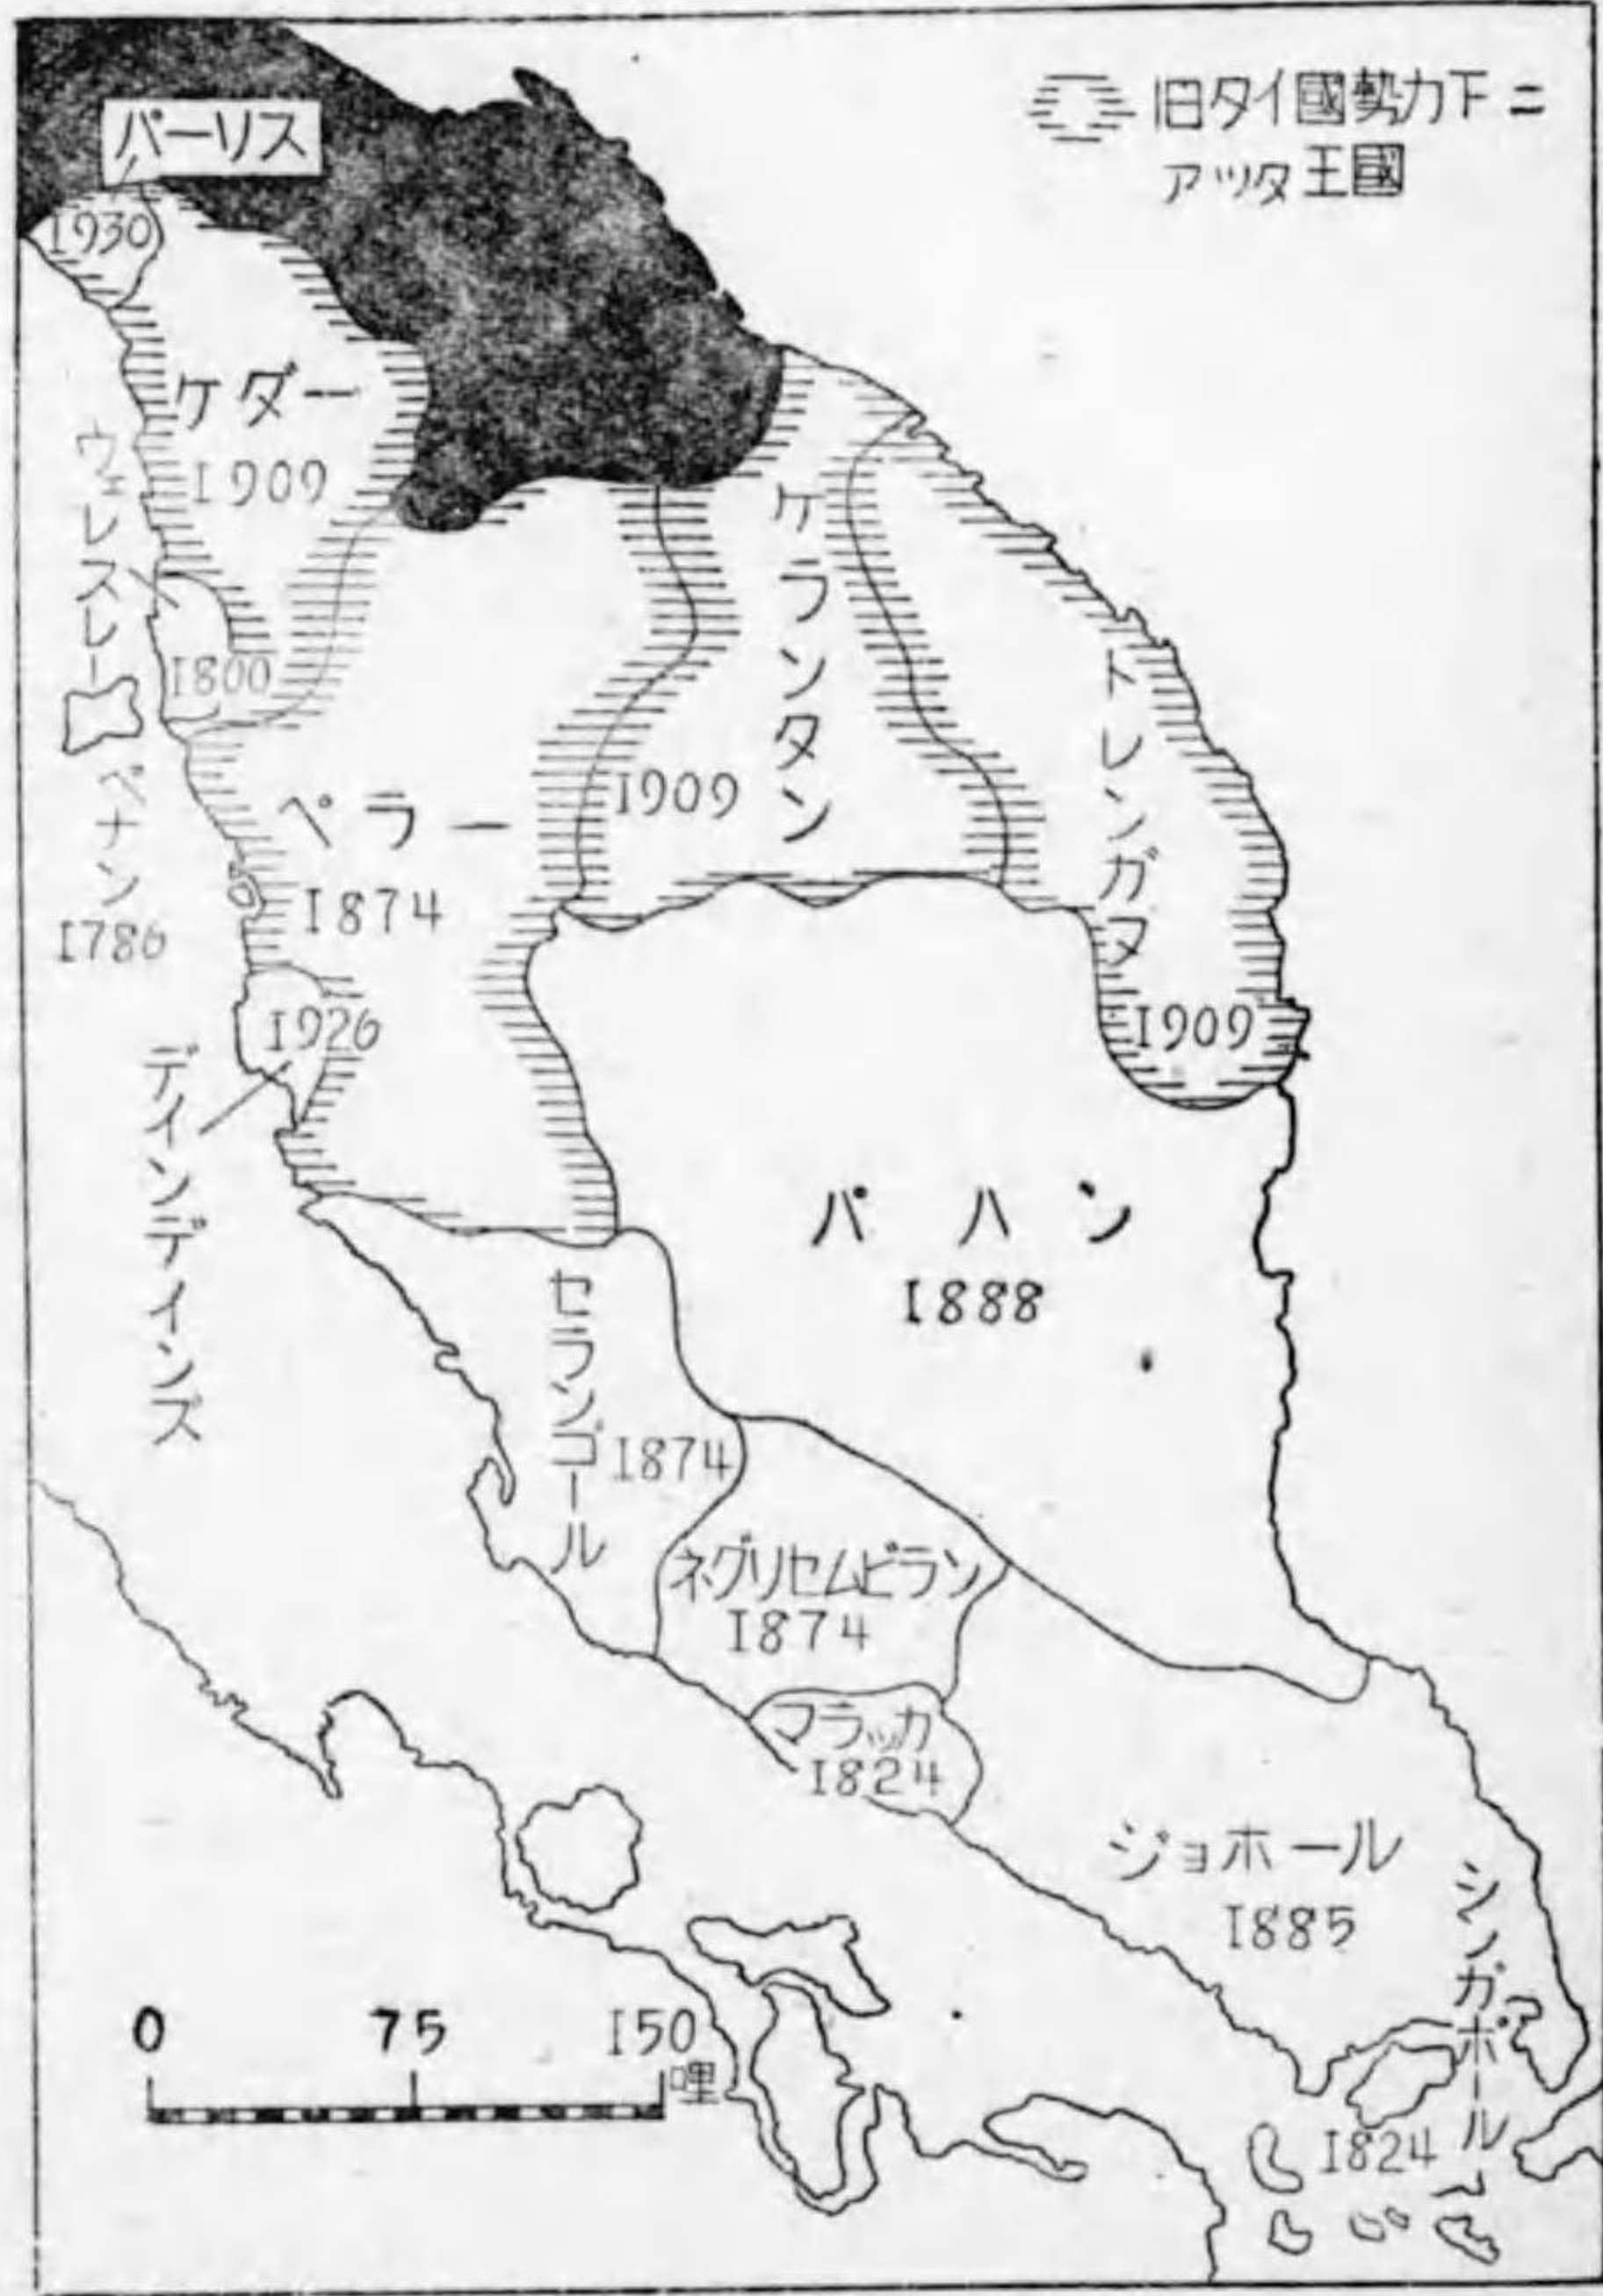 旧タイ國勢力下ニ
アツタ王國
パーリス
1930
ケダー
1909
ウェレスレー
1800
ペナン
1786
ケランタン
1909
トレンガヌ
1909
ペラー
1874
1926
ディンディンズ
パハン
1888
セランゴール
1874
ネグリセムビラン
1874
マラッカ
1824
ジョホール
1885
シンガポール
1824
0 75 150
哩